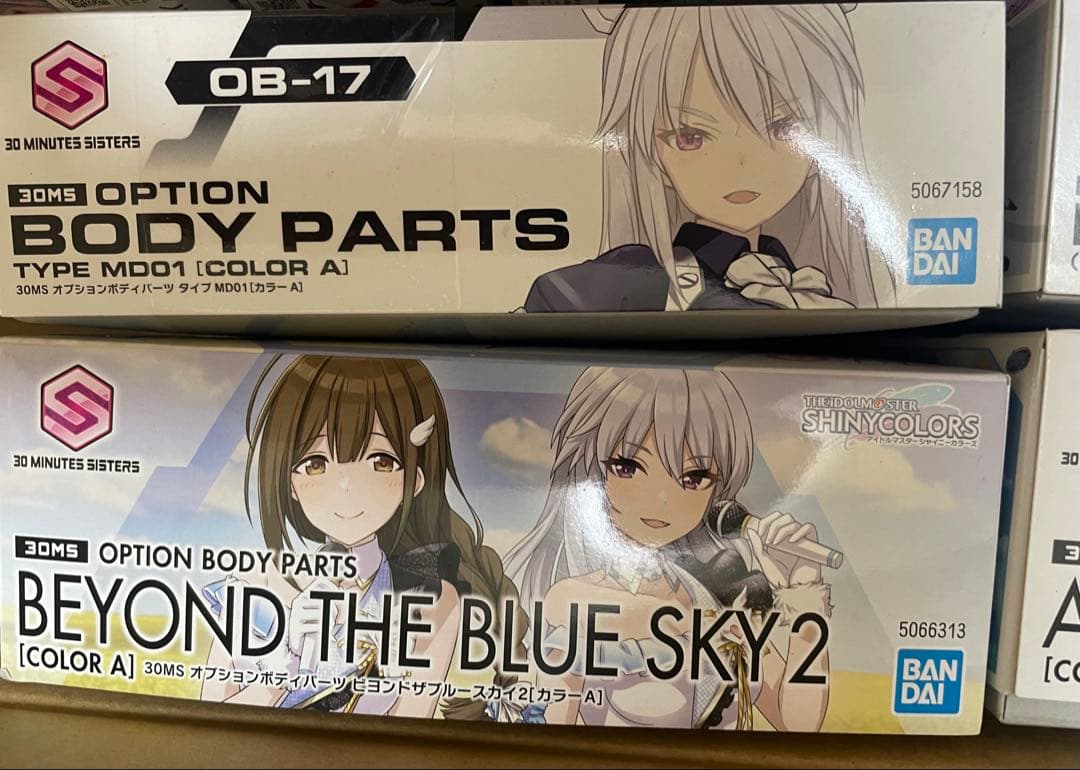 OB-17
30 MINUTES SISTERS
30MS OPTION
BODY PARTS
TYPE MD01 [COLOR A]
30MS オプションボディパーツ タイプ MD01[カラー A]
5067158
BAN
DAI
30 MINUTES SISTERS
THE IDOLM@STER
SHINYCOLORS
アイドルマスター シャイニーカラーズ
30MS OPTION BODY PARTS
BEYOND THE BLUE SKY 2
[COLOR A] 30MS オプションボディパーツ ビヨンドザブルースカイ2[カラー A]
5066313
BAN
DAI
30
3
A
[CO